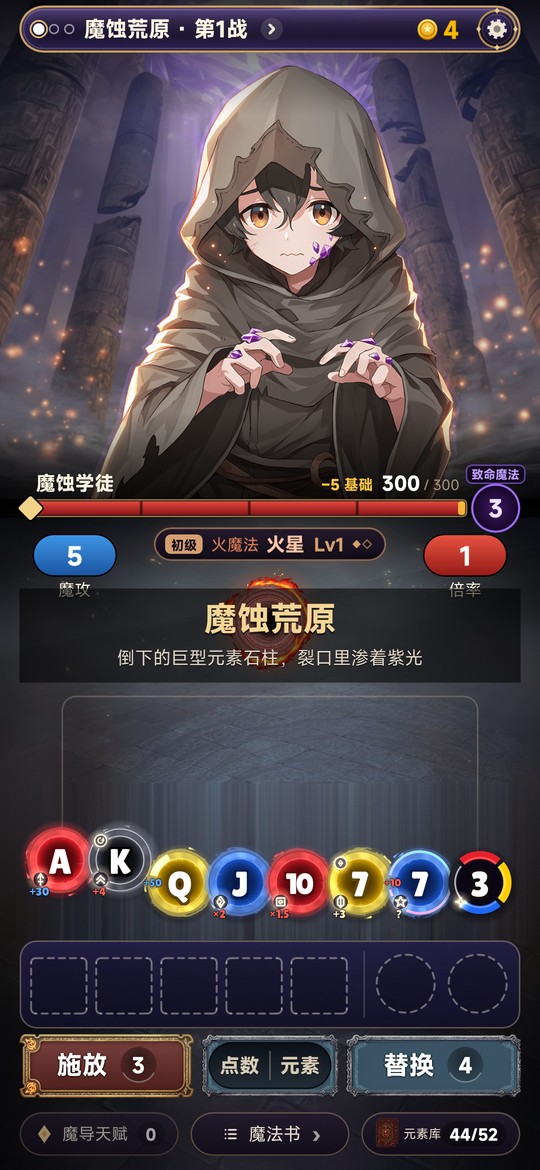 魔蚀荒原 · 第1战 › 4
致命魔法
魔蚀学徒 -5 基础 300 / 300 3
5 初级 火魔法 火星 Lv1 1
魔攻 倍率
魔蚀荒原
倒下的巨型元素石柱，裂口里渗着紫光
A K Q J 10 7 7 3
+30 +4 +50 ×2 ×1.5 +3 +10 ?
施放 3 点数 | 元素 替换 4
魔导天赋 0 魔法书 › 元素库 44/52